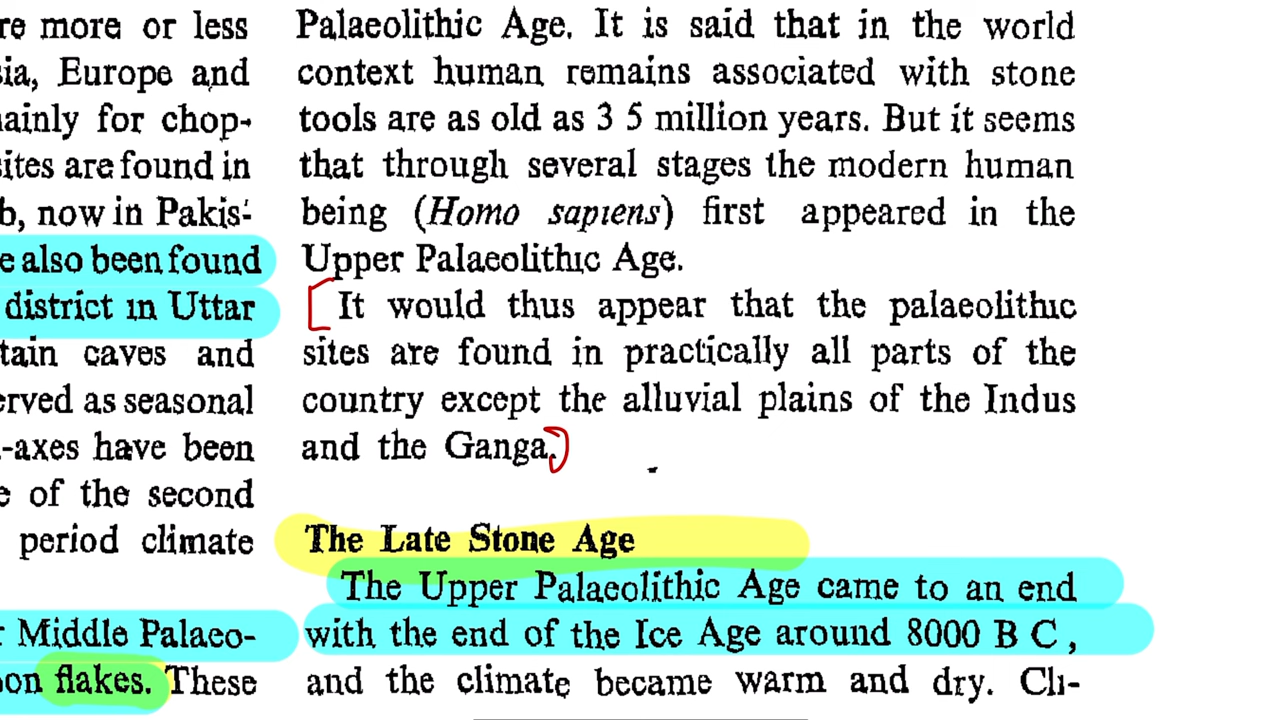 re more or less
sia, Europe and
ainly for chop-
sites are found in
b, now in Pakis-
e also been found
district in Uttar
tain caves and
erved as seasonal
-axes have been
e of the second
period climate
r Middle Palaeo-
on flakes. These
Palaeolithic Age. It is said that in the world
context human remains associated with stone
tools are as old as 3 5 million years. But it seems
that through several stages the modern human
being (Homo sapiens) first appeared in the
Upper Palaeolithic Age.
[It would thus appear that the palaeolithic
sites are found in practically all parts of the
country except the alluvial plains of the Indus
and the Ganga.)
The Late Stone Age
The Upper Palaeolithic Age came to an end
with the end of the Ice Age around 8000 B C,
and the climate became warm and dry. Cli-